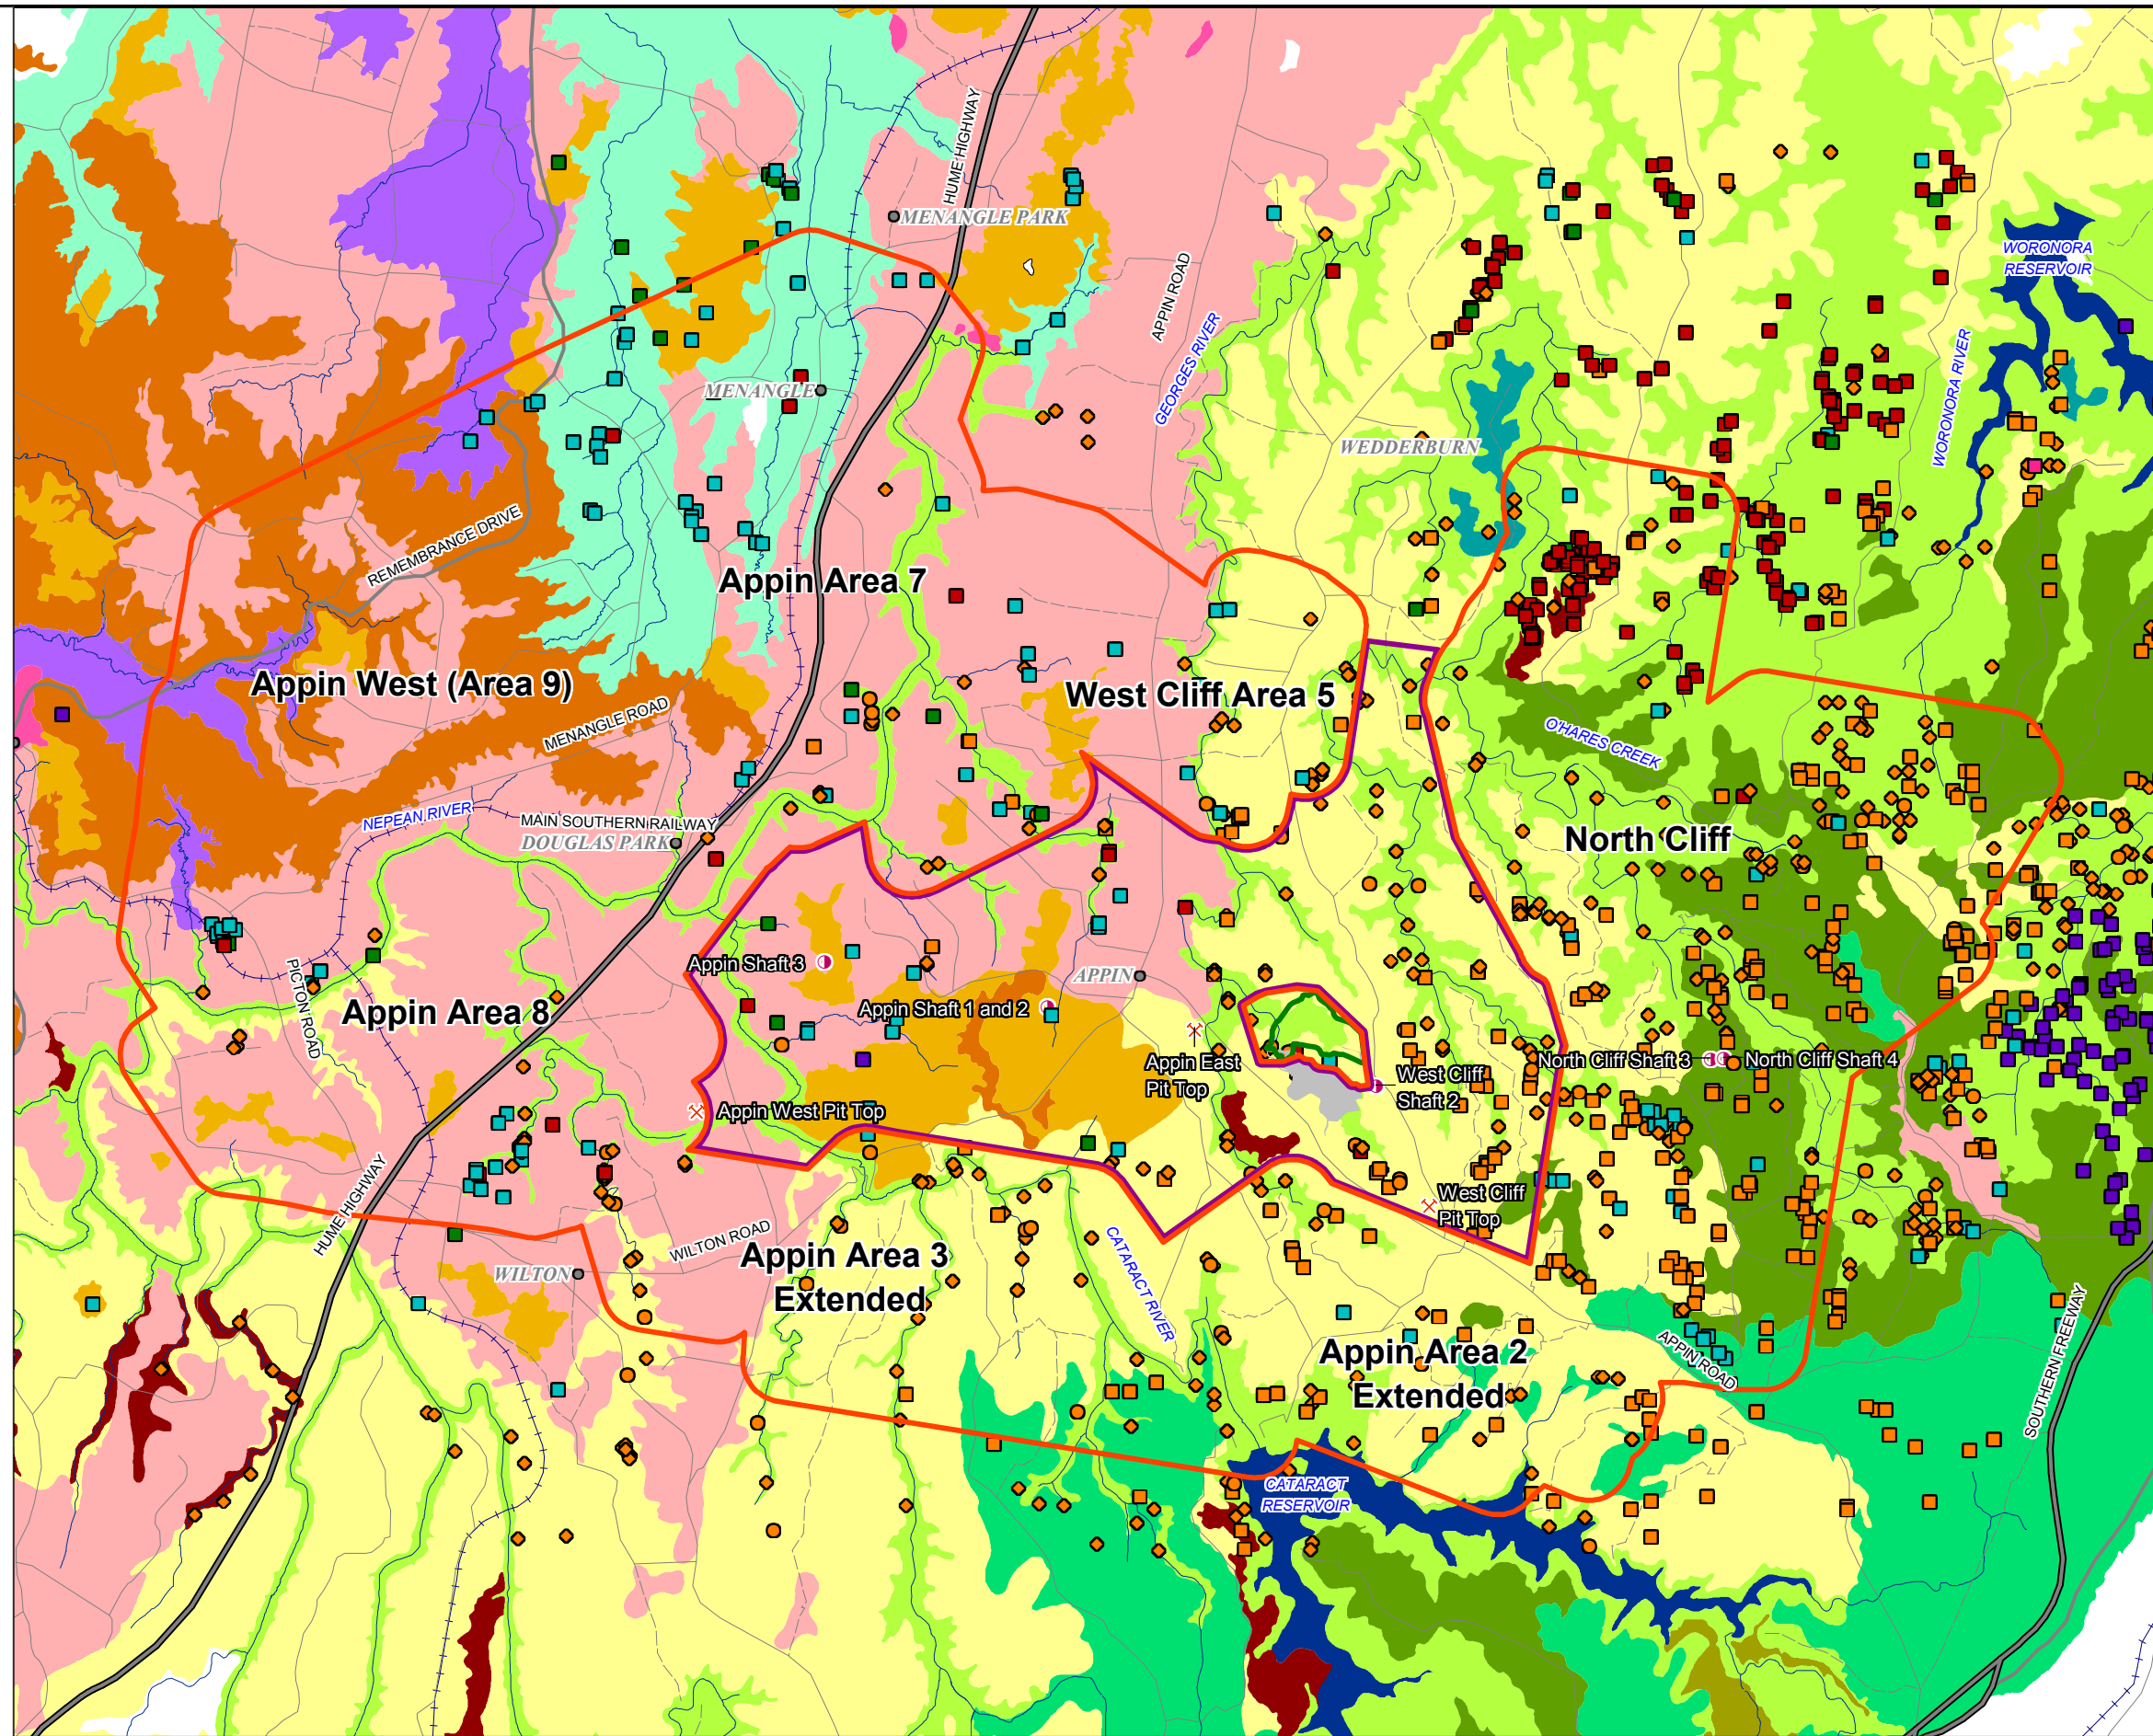 HUME HIGHWAY
MENANGLE PARK
WORONORA
RESERVOIR
APPIN ROAD
GEORGES RIVER
WORONORA RIVER
MENANGLE
WEDDERBURN
REMEMBRANCE DRIVE
Appin Area 7
Appin West (Area 9)
West Cliff Area 5
MENANGLE ROAD
O'HARES CREEK
NEPEAN RIVER
MAIN SOUTHERN RAILWAY
DOUGLAS PARK
North Cliff
Appin Shaft 3
APPIN
PICTON ROAD
Appin Area 8
Appin Shaft 1 and 2
Appin East
Pit Top
West Cliff
Shaft 2
North Cliff Shaft 3
North Cliff Shaft 4
Appin West Pit Top
West Cliff
Pit Top
HUME HIGHWAY
WILTON ROAD
WILTON
Appin Area 3
Extended
CATARACT RIVER
Appin Area 2
Extended
APPIN ROAD
SOUTHERN FREEWAY
CATARACT
RESERVOIR